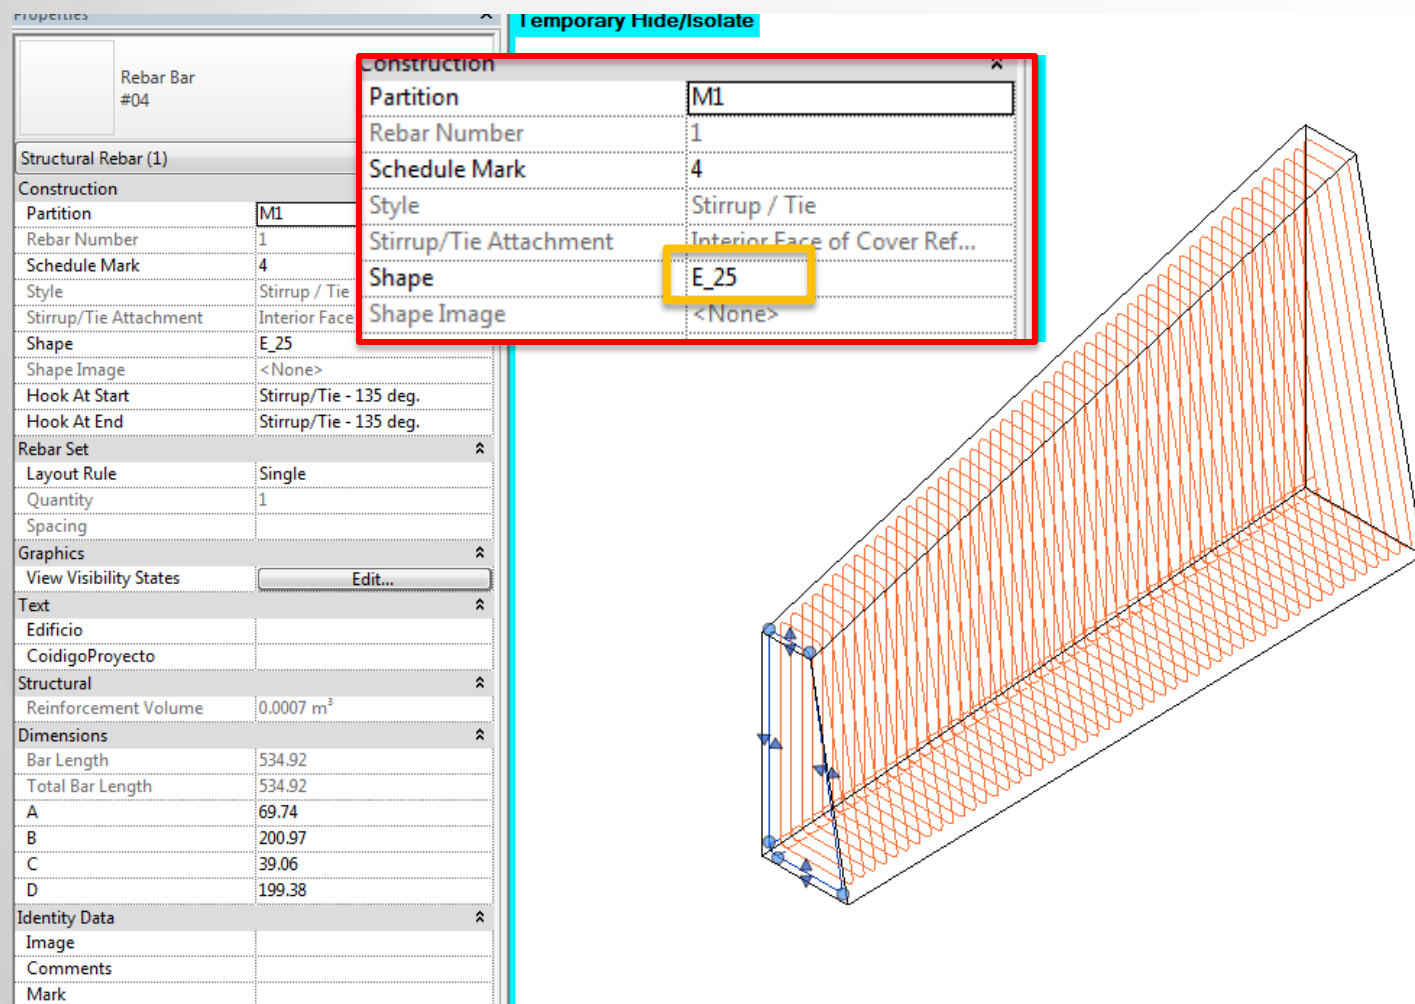 Properties
Temporary Hide/Isolate
Rebar Bar
#04
Structural Rebar (1)
Construction
Partition M1
Rebar Number 1
Schedule Mark 4
Style Stirrup / Tie
Stirrup/Tie Attachment Interior Face
Shape E_25
Shape Image <None>
Hook At Start Stirrup/Tie - 135 deg.
Hook At End Stirrup/Tie - 135 deg.
Rebar Set
Layout Rule Single
Quantity 1
Spacing
Graphics
View Visibility States Edit...
Text
Edificio
CoidigoProyecto
Structural
Reinforcement Volume 0.0007 m³
Dimensions
Bar Length 534.92
Total Bar Length 534.92
A 69.74
B 200.97
C 39.06
D 199.38
Identity Data
Image
Comments
Mark
Construction
Partition M1
Rebar Number 1
Schedule Mark 4
Style Stirrup / Tie
Stirrup/Tie Attachment Interior Face of Cover Ref...
Shape E_25
Shape Image <None>